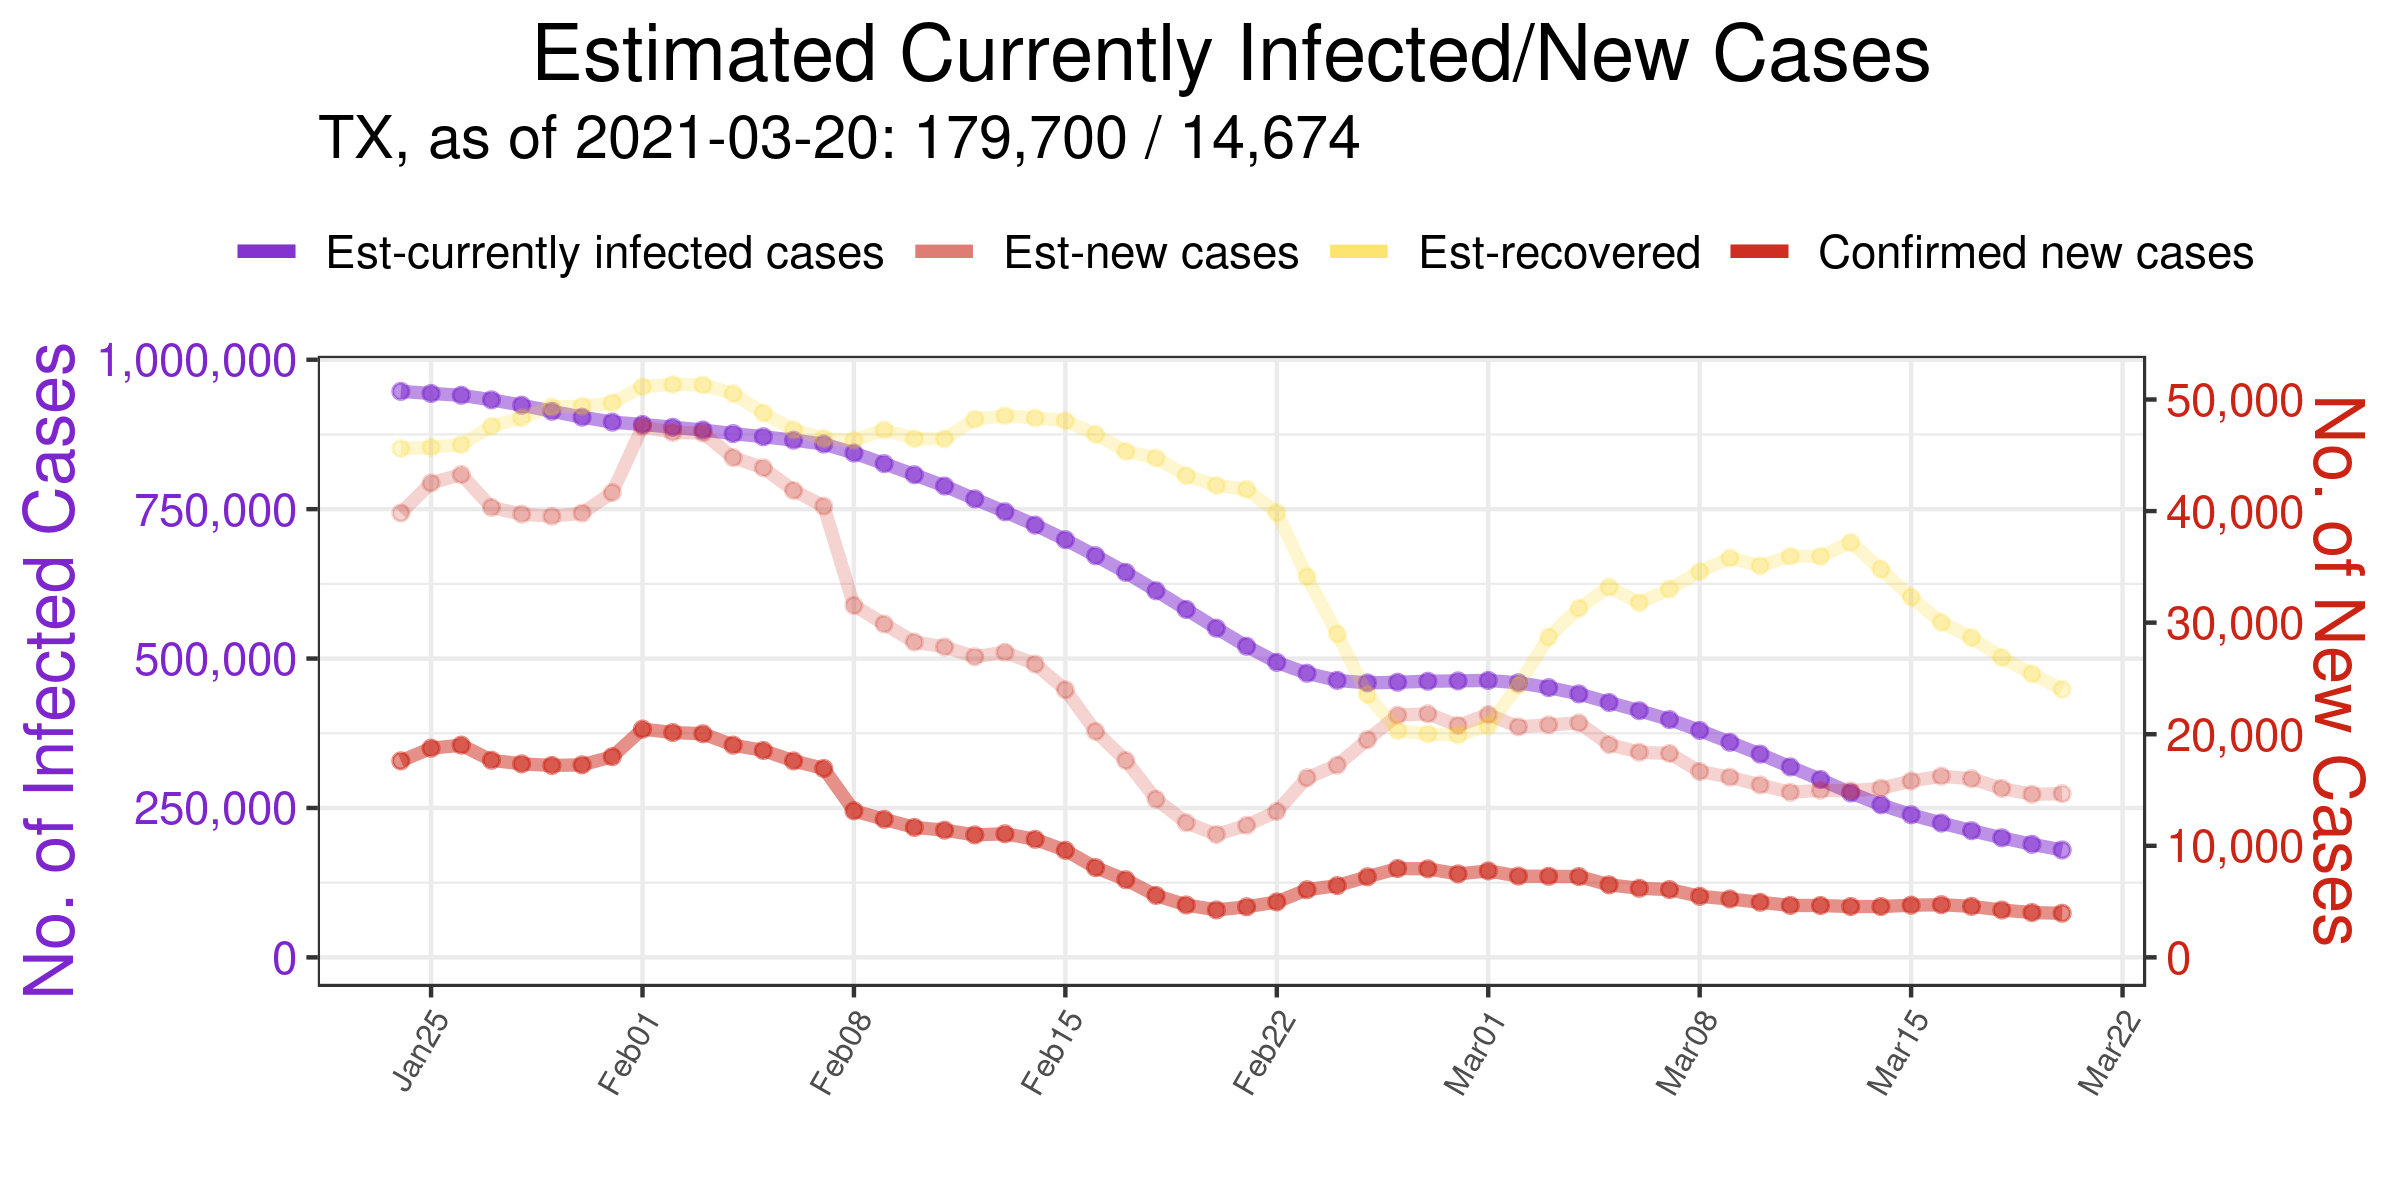 Estimated Currently Infected/New Cases
TX, as of 2021-03-20: 179,700 / 14,674
Est-currently infected cases Est-new cases Est-recovered Confirmed new cases
No. of Infected Cases
1,000,000
750,000
500,000
250,000
0
50,000
40,000
30,000
20,000
10,000
0
No. of New Cases
Jan25 Feb01 Feb08 Feb15 Feb22 Mar01 Mar08 Mar15 Mar22